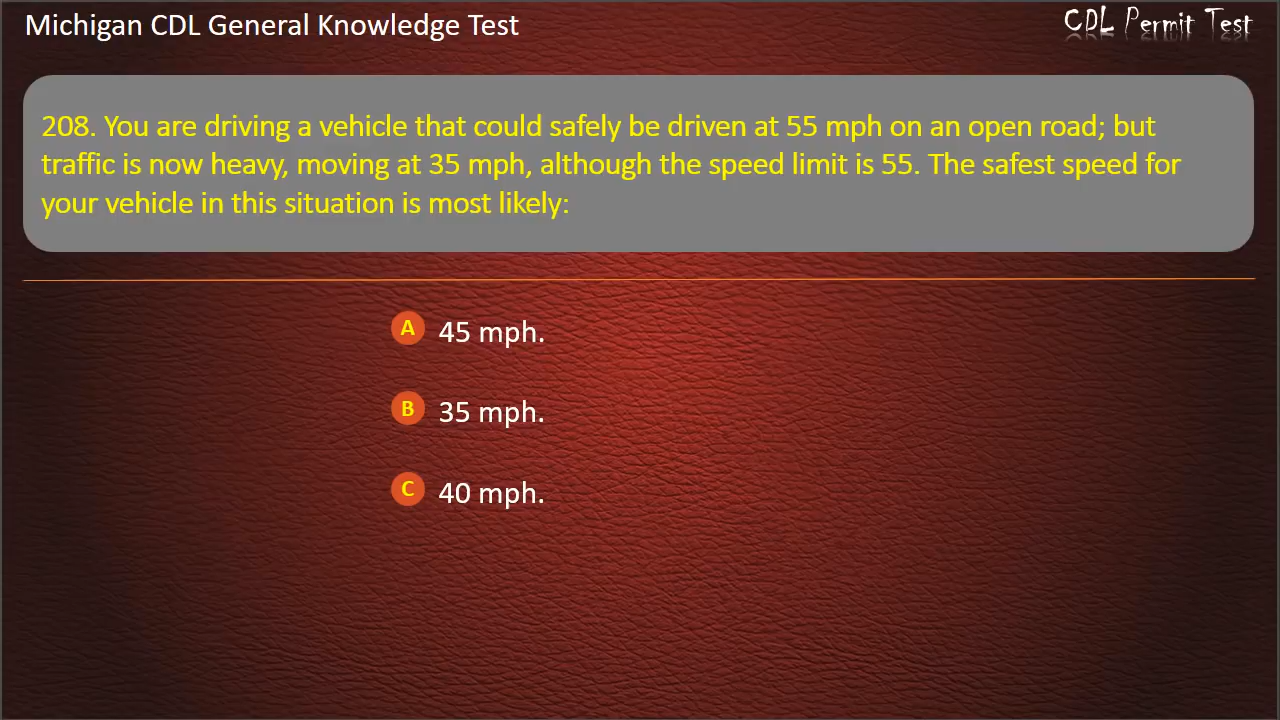 Michigan CDL General Knowledge Test
CDL Permit Test
208. You are driving a vehicle that could safely be driven at 55 mph on an open road; but
traffic is now heavy, moving at 35 mph, although the speed limit is 55. The safest speed for
your vehicle in this situation is most likely:
A 45 mph.
B 35 mph.
C 40 mph.